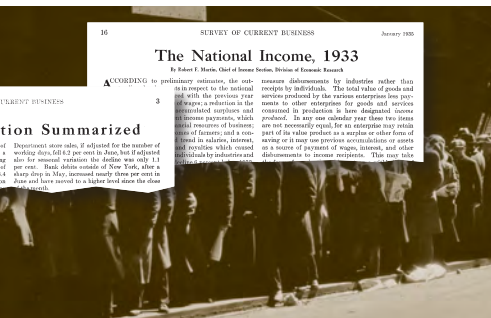 16 SURVEY OF CURRENT BUSINESS January 1935
The National Income, 1933
By Robert F. Martin, Chief of Income Section, Division of Economic Research
ACCORDING to preliminary estimates, the out-
ts in respect to the national
ed with the previous year
of wages; a reduction in the
accumulated surpluses and
nt income payments, which
ncial resources of business;
omes of farmers; and a con-
trend in salaries, interest,
and royalties which caused
individuals by industries and
measure disbursements by industries rather than
receipts by individuals. The total value of goods and
services produced by the various enterprises less pay-
ments to other enterprises for goods and services
consumed in production is here designated income
produced. In any one calendar year these two items
are not necessarily equal, for an enterprise may retain
part of its value product as a surplus or other form of
saving or it may use previous accumulations or assets
as a source of payment of wages, interest, and other
disbursements to income recipients. This may take
CURRENT BUSINESS 3
tion Summarized
of
s
ng
of
.4
Department store sales, if adjusted for the number of
working days, fell 6.2 per cent in June, but if adjusted
also for seasonal variation the decline was only 1.1
per cent. Bank debits outside of New York, after a
sharp drop in May, increased nearly three per cent in
June and have moved to a higher level since the close
of the month.